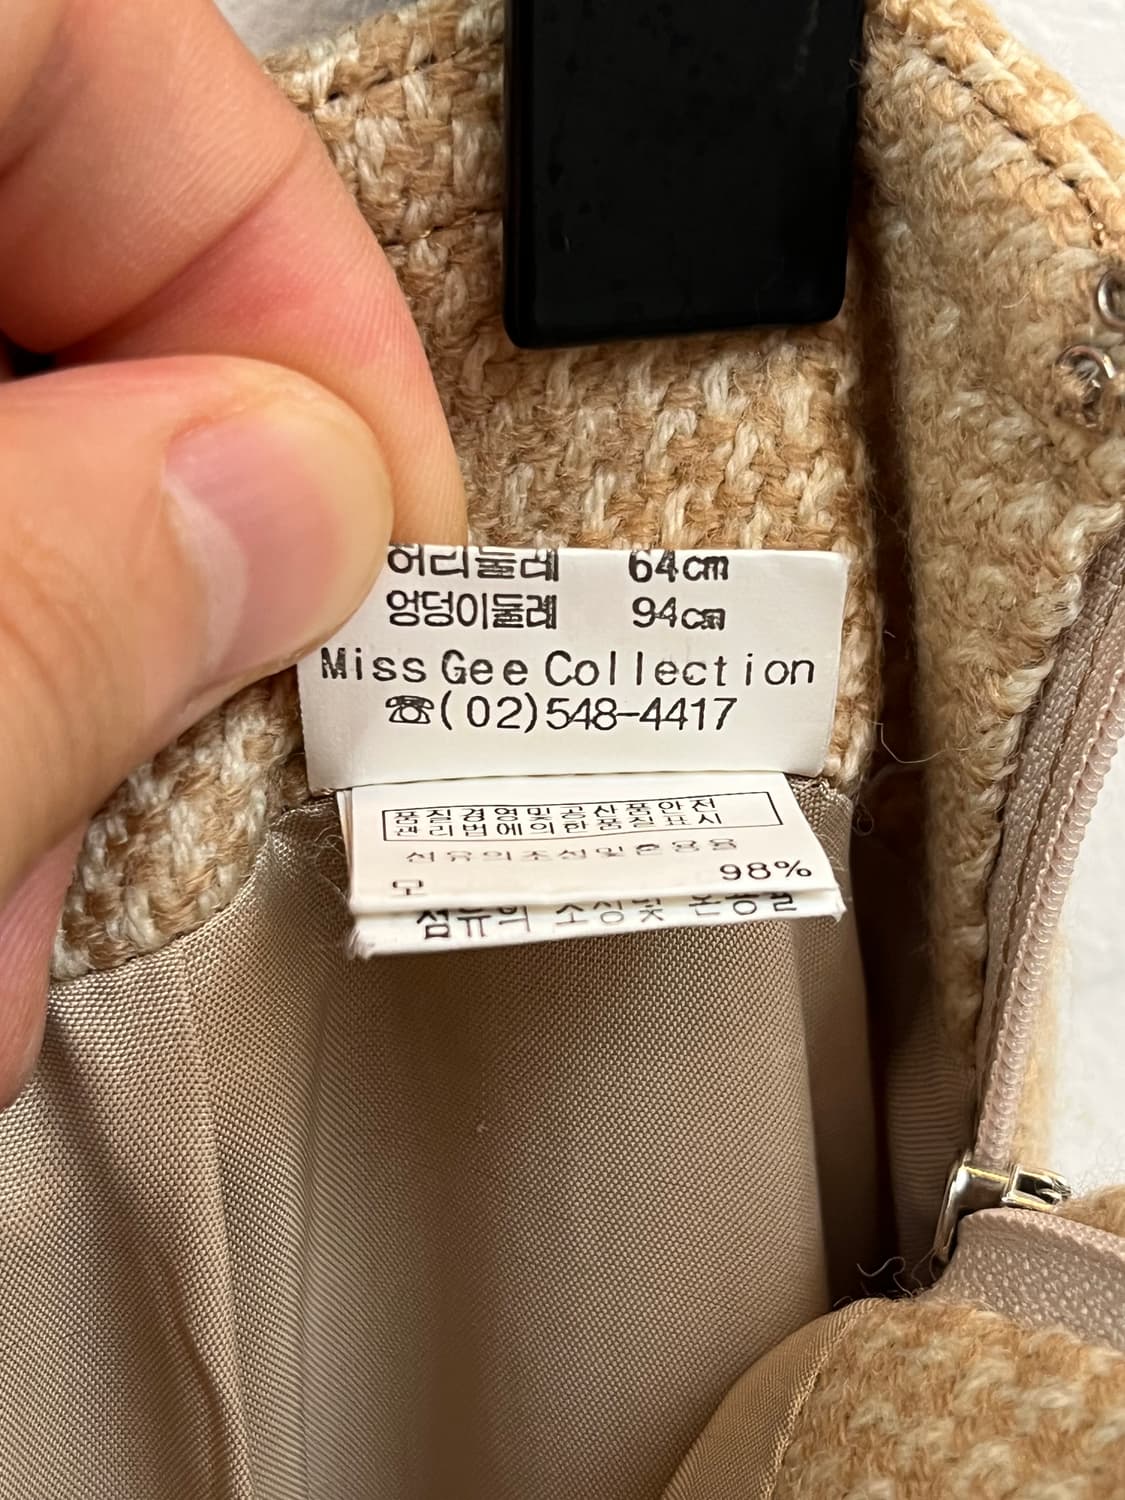 허리둘레 64cm
엉덩이둘레 94cm
Miss Gee Collection
☎(02)548-4417
품질경영및공산품안전
관리법에의한품질표시
섬유의조성및혼용율
모 98%
섬유의 조성및 혼용율